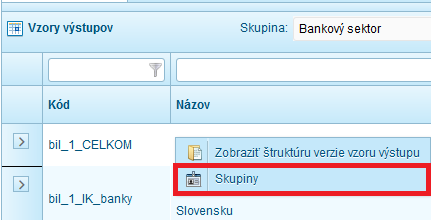 Vzory výstupov Skupina: Bankový sektor
Kód Názov
bil_1_CELKOM
Zobraziť štruktúru verzie vzoru výstupu
Skupiny
bil_1_IK_banky
Slovensku